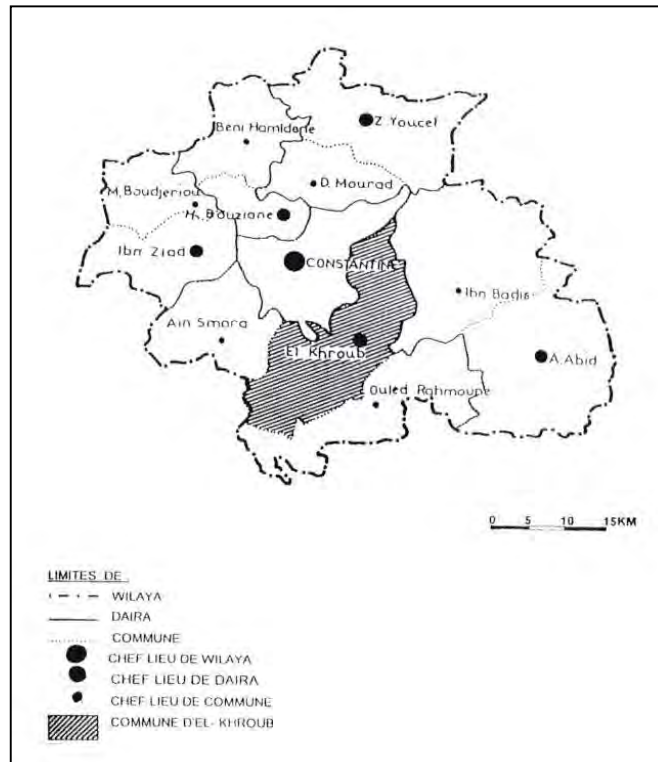 Z. Youcef
Beni Hamidane
D. Mourad
M. Boudjeriou
H. Bouziane
Ibn Ziad
CONSTANTINE
Ibn Badis
Ain Smara
El Khroub
A. Abid
Ouled Rahmoune
0 5 10 15KM
LIMITES DE
WILAYA
DAIRA
COMMUNE
CHEF LIEU DE WILAYA
CHEF LIEU DE DAIRA
CHEF LIEU DE COMMUNE
COMMUNE D'EL- KHROUB